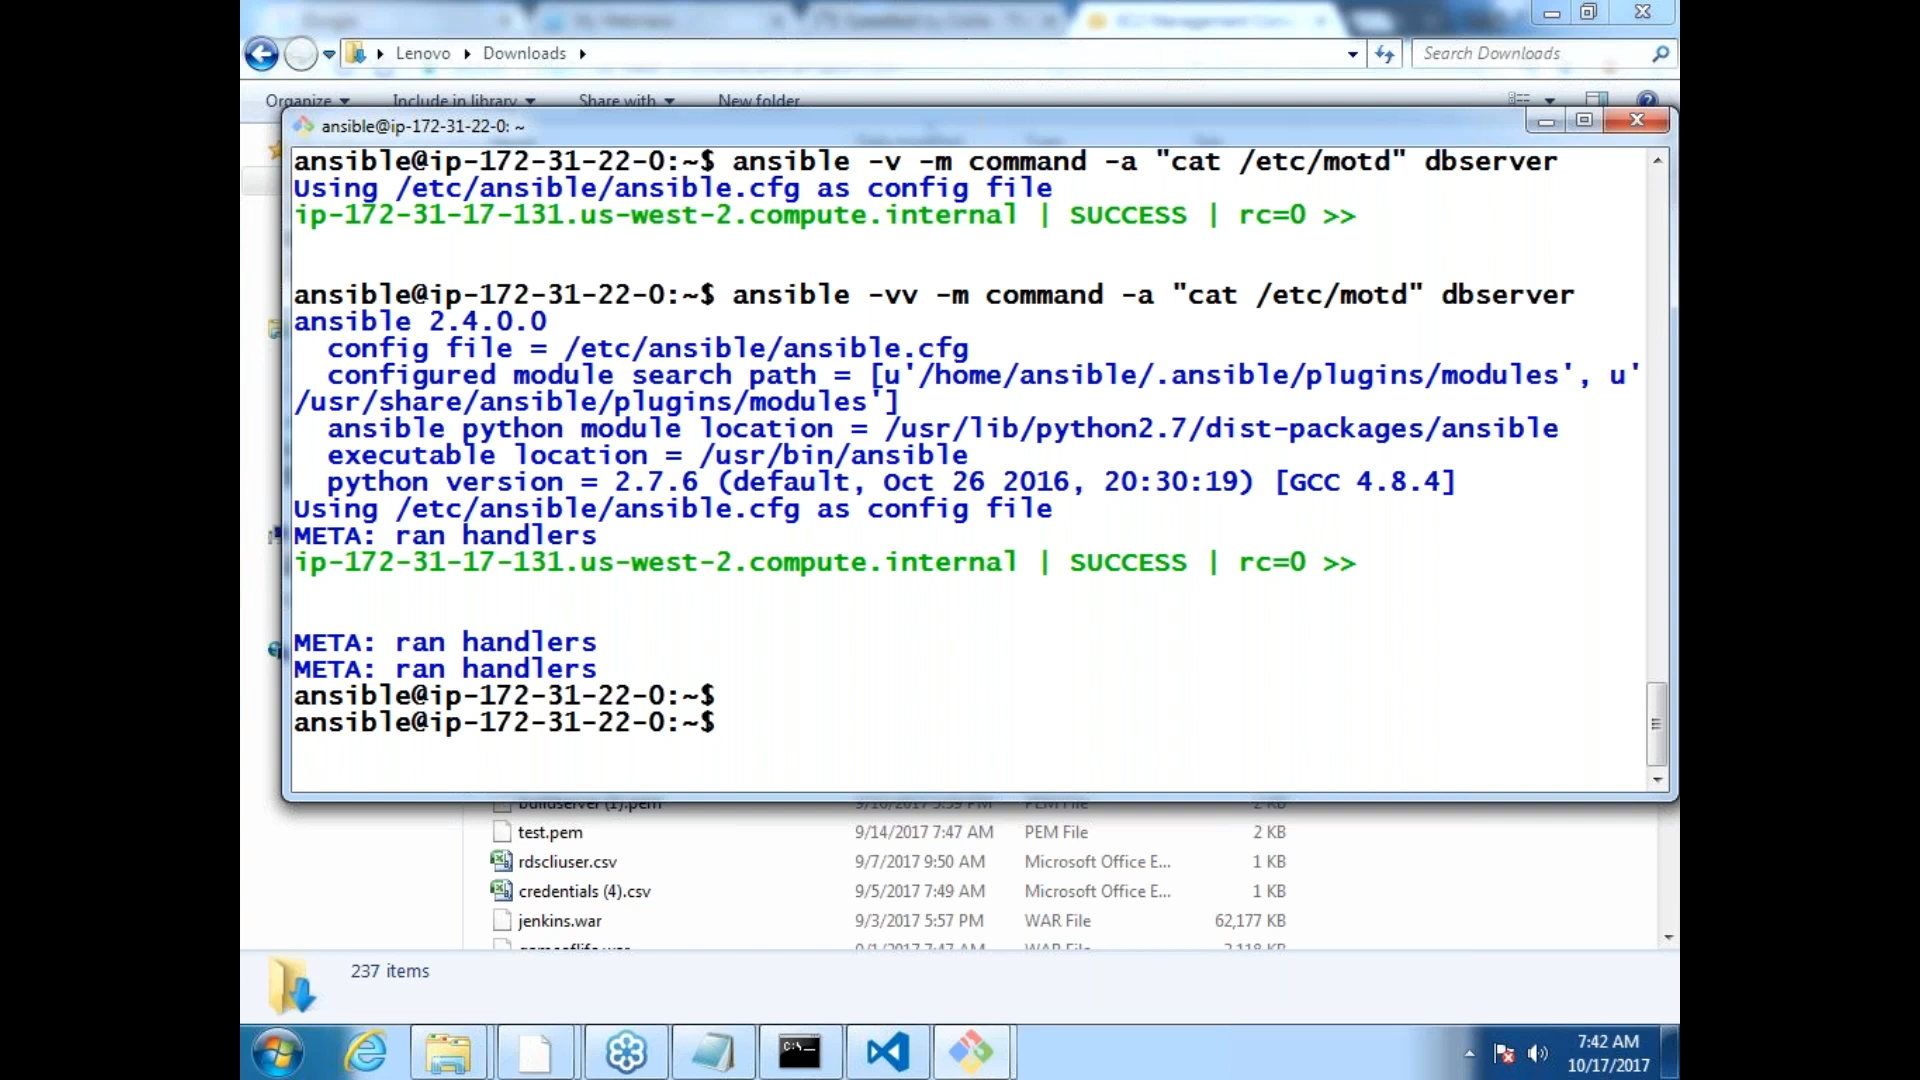 Lenovo Downloads
Search Downloads
Organize Include in library Share with New folder
ansible@ip-172-31-22-0: ~
ansible@ip-172-31-22-0:~$ ansible -v -m command -a "cat /etc/motd" dbserver
Using /etc/ansible/ansible.cfg as config file
ip-172-31-17-131.us-west-2.compute.internal | SUCCESS | rc=0 >>
ansible@ip-172-31-22-0:~$ ansible -vv -m command -a "cat /etc/motd" dbserver
ansible 2.4.0.0
config file = /etc/ansible/ansible.cfg
configured module search path = [u'/home/ansible/.ansible/plugins/modules', u'
/usr/share/ansible/plugins/modules']
ansible python module location = /usr/lib/python2.7/dist-packages/ansible
executable location = /usr/bin/ansible
python version = 2.7.6 (default, Oct 26 2016, 20:30:19) [GCC 4.8.4]
Using /etc/ansible/ansible.cfg as config file
META: ran handlers
ip-172-31-17-131.us-west-2.compute.internal | SUCCESS | rc=0 >>
META: ran handlers
META: ran handlers
ansible@ip-172-31-22-0:~$
ansible@ip-172-31-22-0:~$
test.pem 9/14/2017 7:47 AM PEM File 2 KB
rdscliuser.csv 9/7/2017 9:50 AM Microsoft Office E... 1 KB
credentials (4).csv 9/5/2017 7:49 AM Microsoft Office E... 1 KB
jenkins.war 9/3/2017 5:57 PM WAR File 62,177 KB
237 items
7:42 AM
10/17/2017